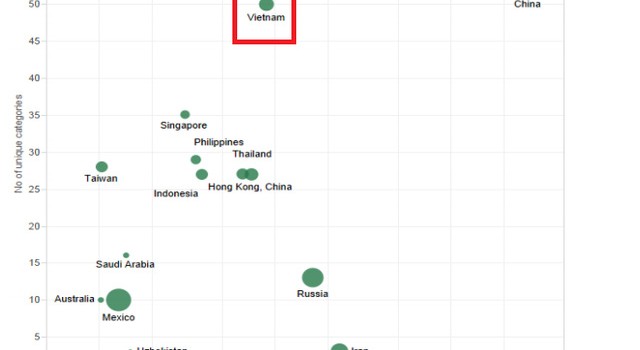 50
Vietnam
China
45
40
35
Singapore
Philippines
30
Thailand
Taiwan
25
Indonesia
Hong Kong, China
No of unique categories
20
15
Saudi Arabia
Russia
10
Australia
Mexico
5
Uzbekistan
Iran